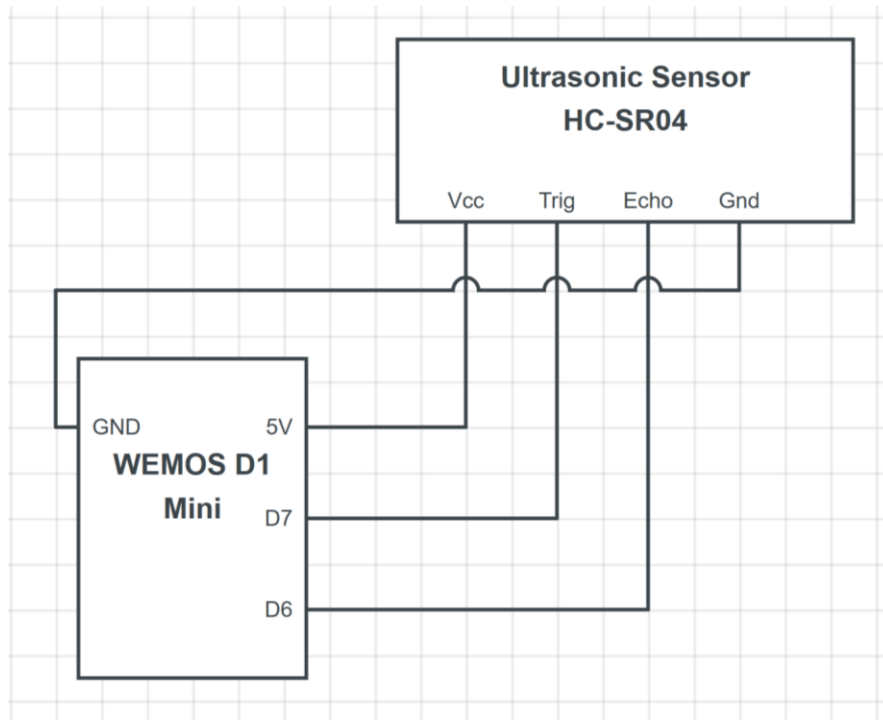 Ultrasonic Sensor
HC-SR04
Vcc Trig Echo Gnd
GND 5V
WEMOS D1
Mini
D7
D6